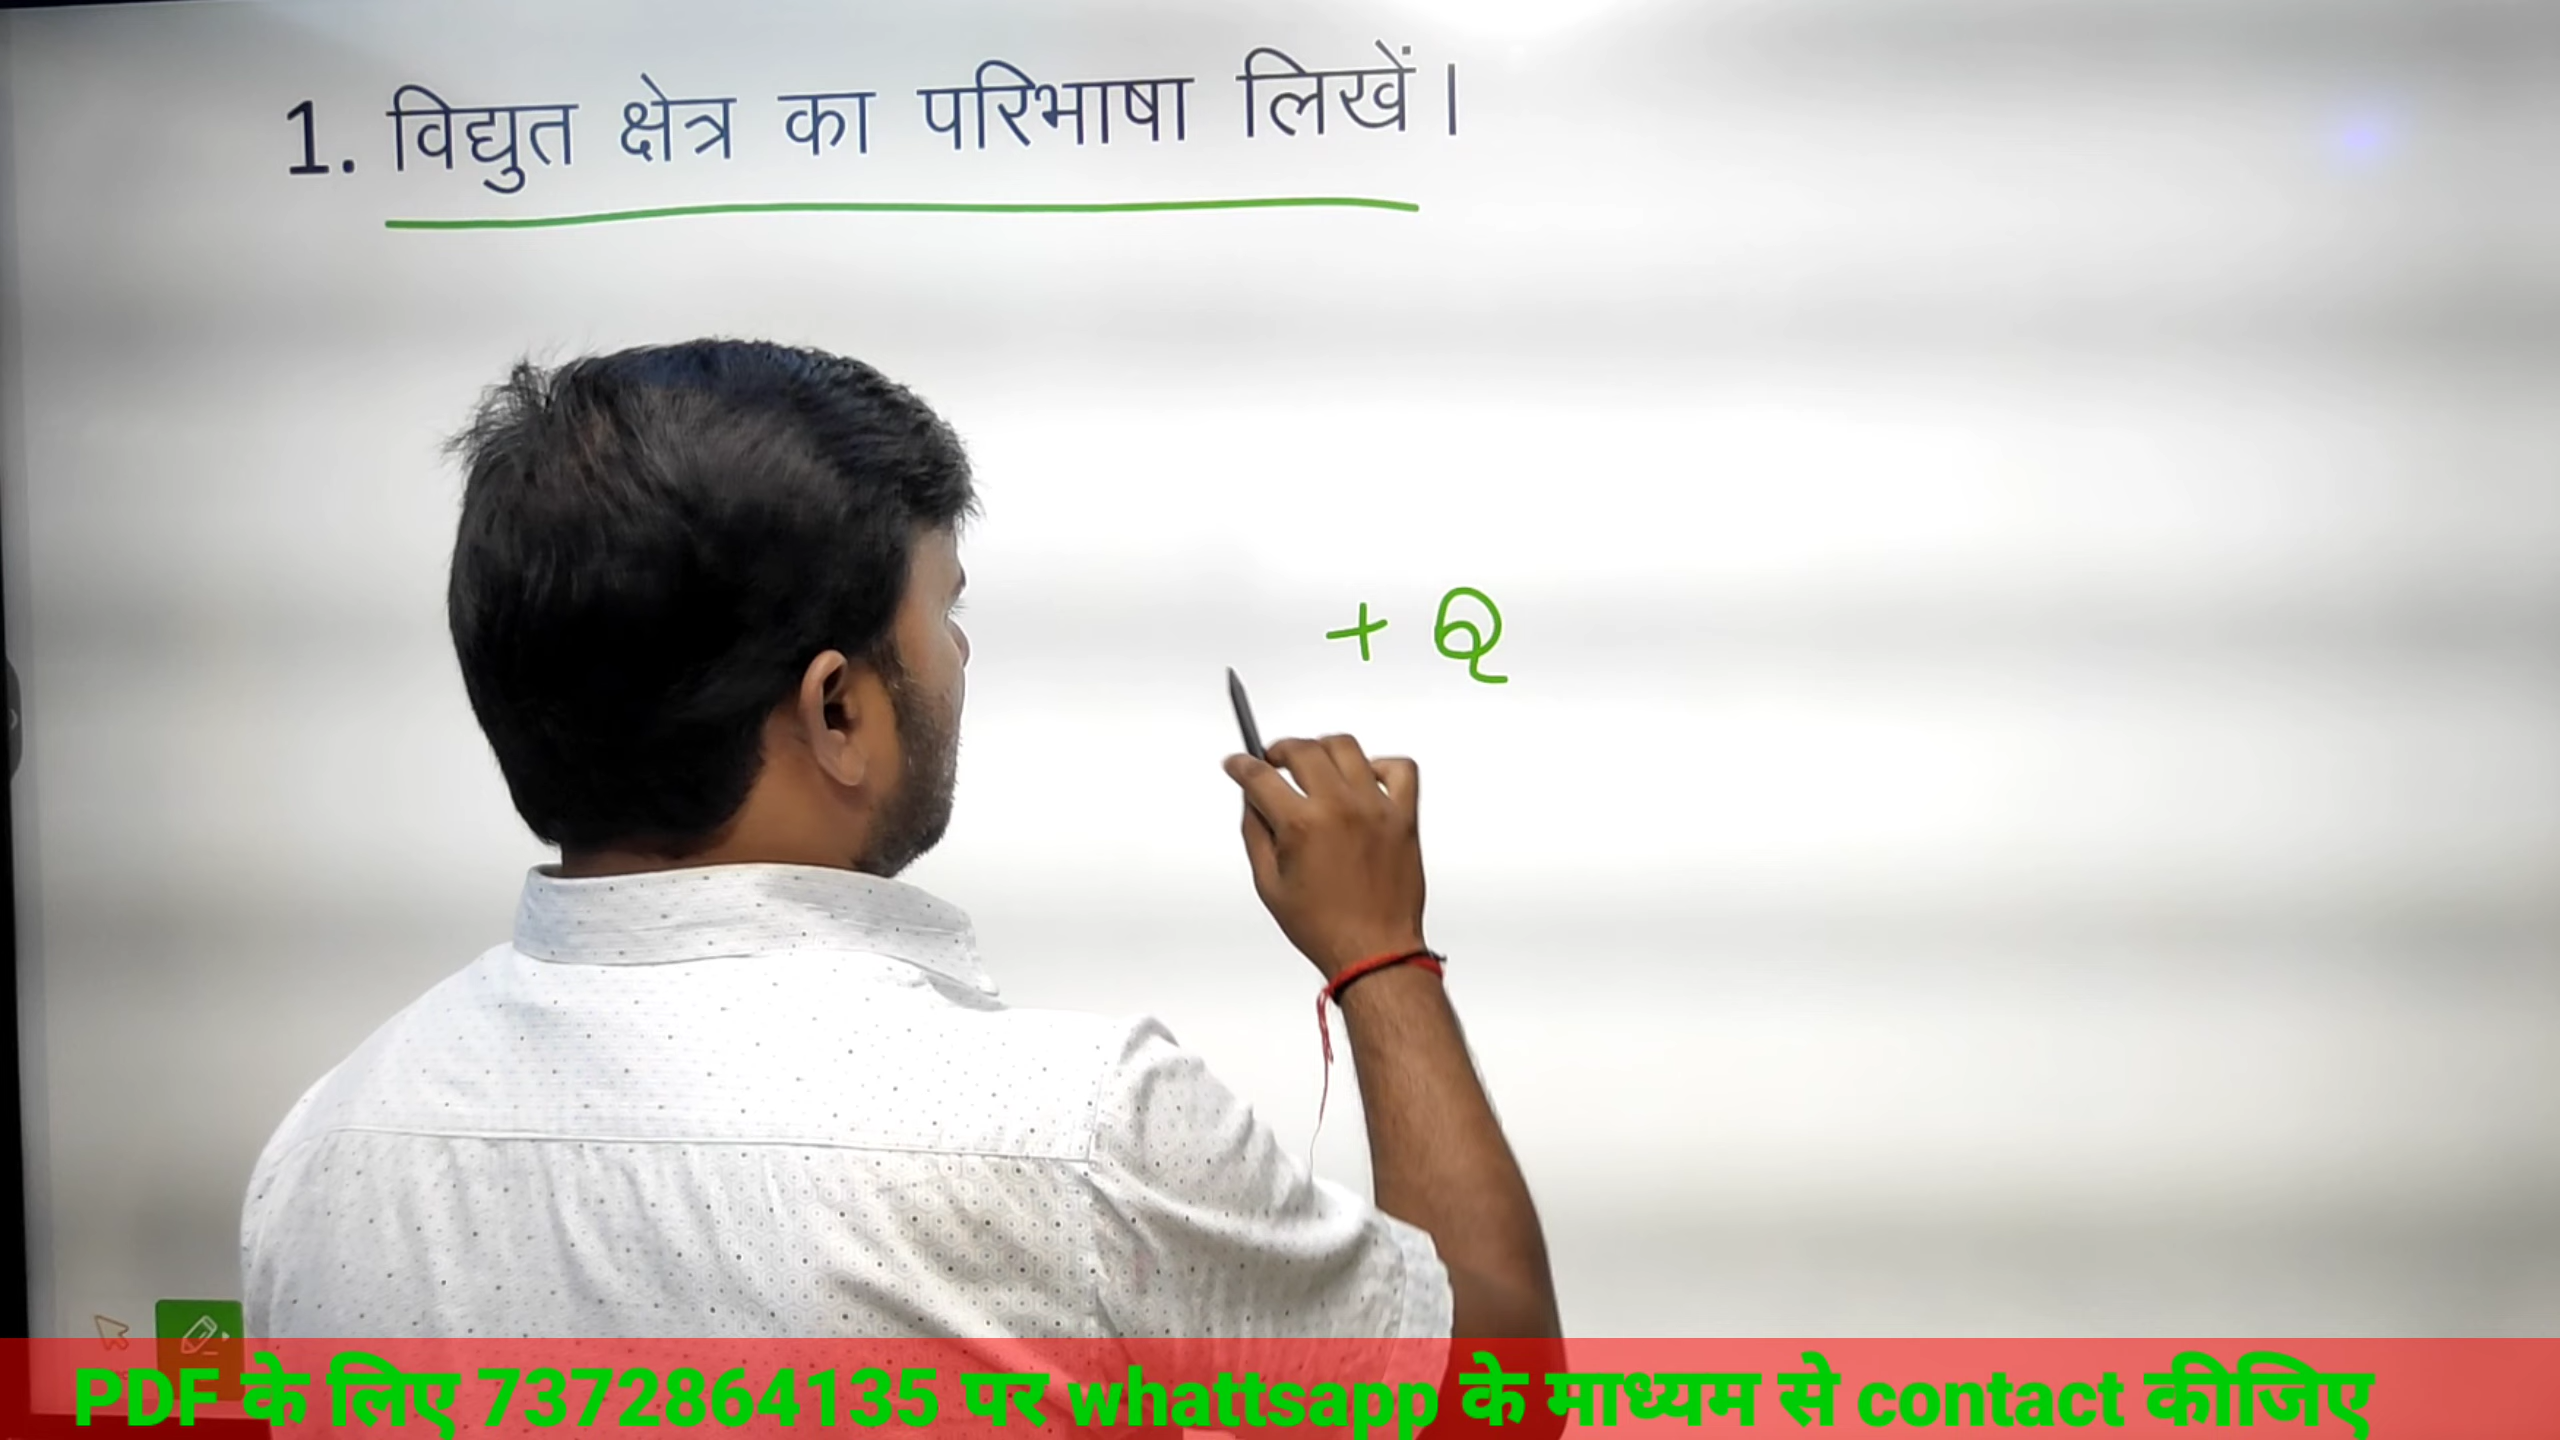 1. विद्युत क्षेत्र का परिभाषा लिखें।
+ Q
PDF के लिए 7372864135 पर whattsapp के माध्यम से contact कीजिए